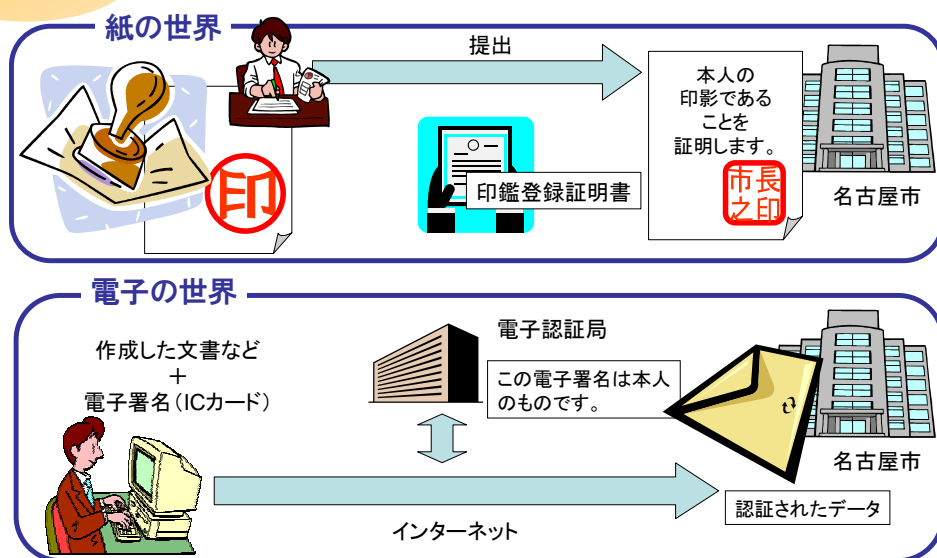 紙の世界
提出
印
印鑑登録証明書
本人の
印影である
ことを
証明します。
市長
之印
名古屋市
電子の世界
作成した文書など
＋
電子署名（ICカード）
電子認証局
この電子署名は本人
のものです。
名古屋市
認証されたデータ
インターネット